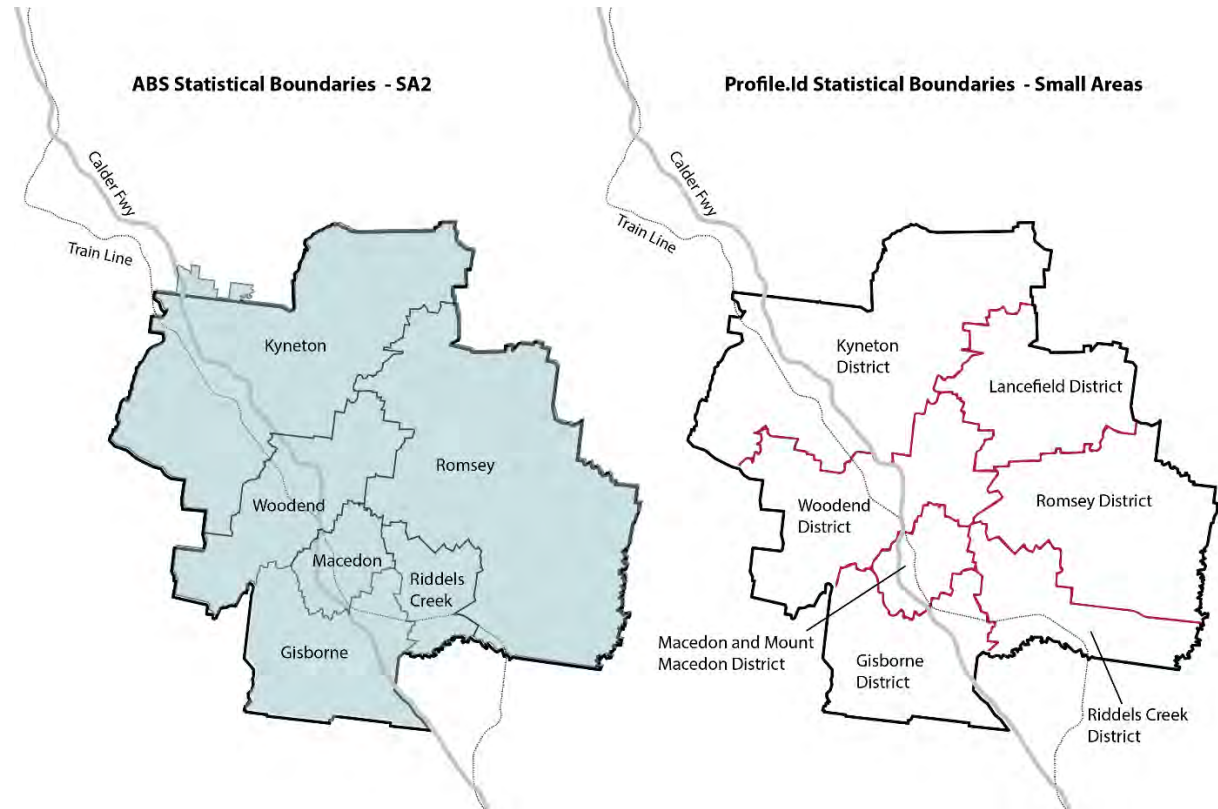 ABS Statistical Boundaries - SA2
Calder Fwy
Train Line
Kyneton
Romsey
Woodend
Macedon
Riddels
Creek
Gisborne
Profile.Id Statistical Boundaries - Small Areas
Calder Fwy
Train Line
Kyneton
District
Lancefield District
Romsey District
Woodend
District
Macedon and Mount
Macedon District
Gisborne
District
Riddels Creek
District